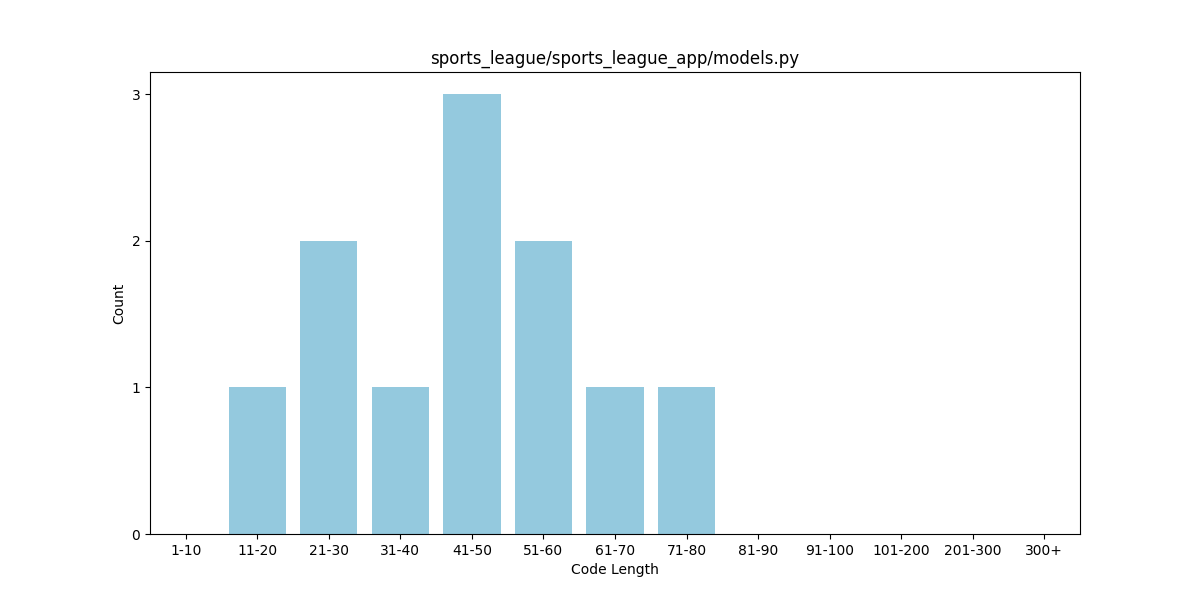 sports_league/sports_league_app/models.py
3
2
1
0
Count
1-10 11-20 21-30 31-40 41-50 51-60 61-70 71-80 81-90 91-100 101-200 201-300 300+
Code Length